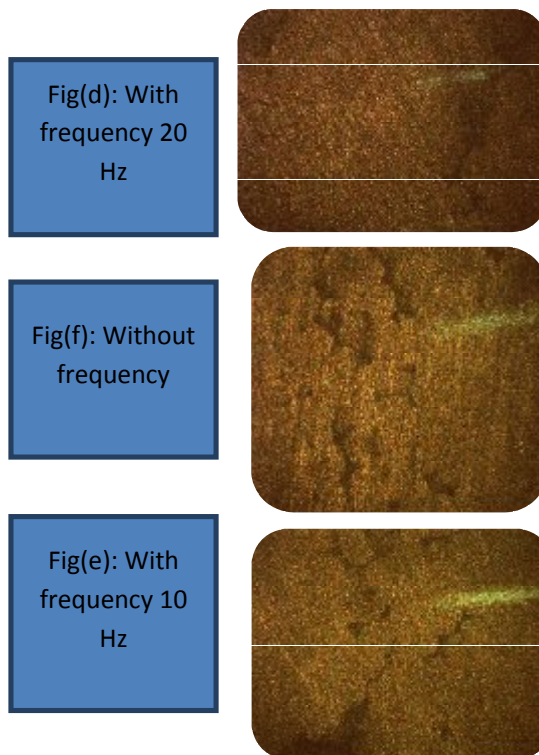 Fig(d): With
frequency 20
Hz
Fig(f): Without
frequency
Fig(e): With
frequency 10
Hz